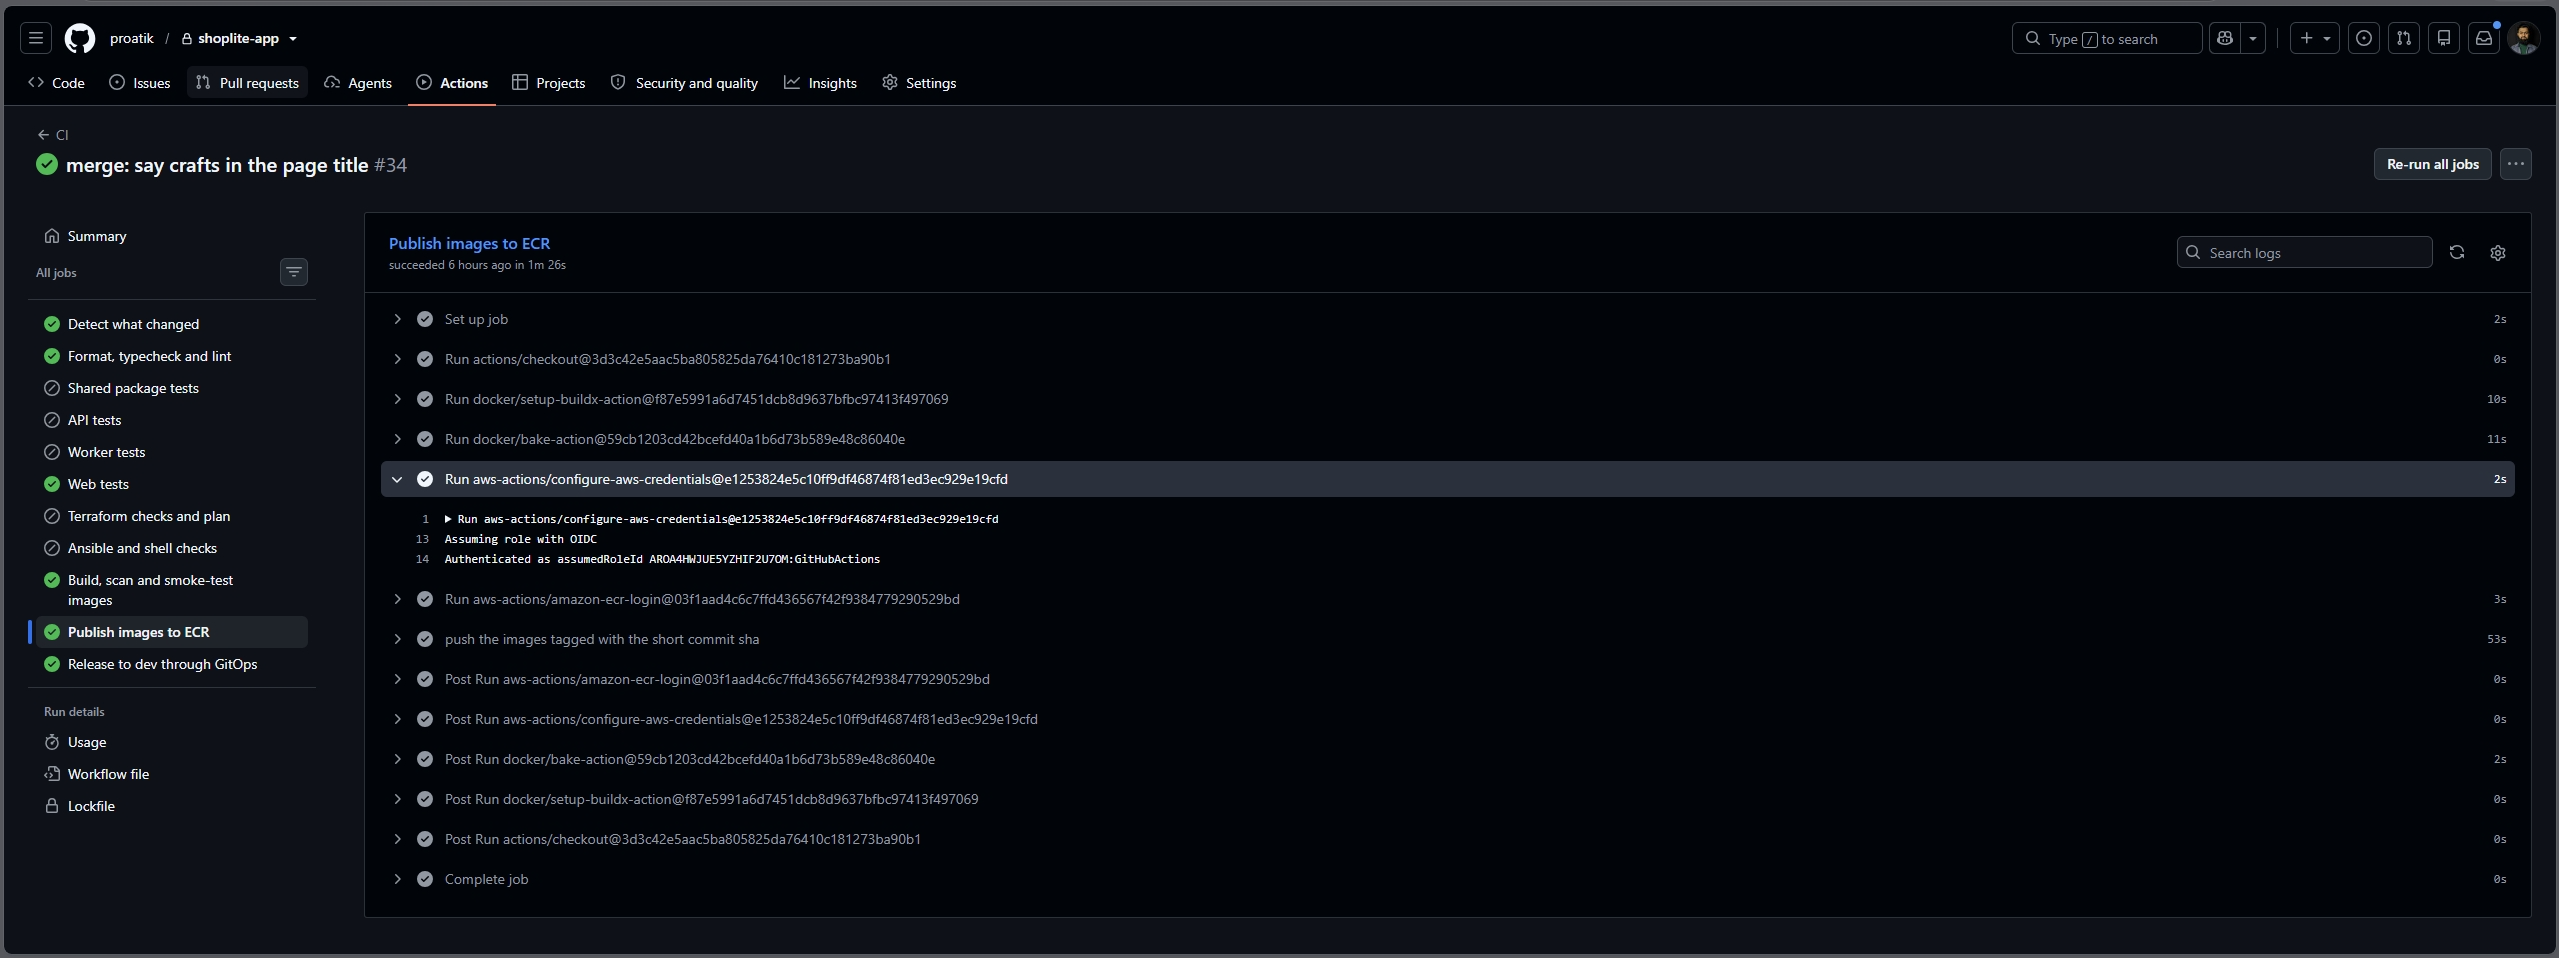 proatik / shoplite-app
Type / to search
Code
Issues
Pull requests
Agents
Actions
Projects
Security and quality
Insights
Settings
CI
merge: say crafts in the page title #34
Re-run all jobs
Summary
All jobs
Detect what changed
Format, typecheck and lint
Shared package tests
API tests
Worker tests
Web tests
Terraform checks and plan
Ansible and shell checks
Build, scan and smoke-test
images
Publish images to ECR
Release to dev through GitOps
Run details
Usage
Workflow file
Lockfile
Publish images to ECR
succeeded 6 hours ago in 1m 26s
Search logs
Set up job 2s
Run actions/checkout@3d3c42e5aac5ba805825da76410c181273ba90b1 0s
Run docker/setup-buildx-action@f87e5991a6d7451dcb8d9637bfbc97413f497069 10s
Run docker/bake-action@59cb1203cd42bcefd40a1b6d73b589e48c86040e 11s
Run aws-actions/configure-aws-credentials@e1253824e5c10ff9df46874f81ed3ec929e19cfd 2s
1 Run aws-actions/configure-aws-credentials@e1253824e5c10ff9df46874f81ed3ec929e19cfd
13 Assuming role with OIDC
14 Authenticated as assumedRoleId AROA4HWJUE5YZHIF2U7OM:GitHubActions
Run aws-actions/amazon-ecr-login@03f1aad4c6c7ffd436567f42f9384779290529bd 3s
push the images tagged with the short commit sha 53s
Post Run aws-actions/amazon-ecr-login@03f1aad4c6c7ffd436567f42f9384779290529bd 0s
Post Run aws-actions/configure-aws-credentials@e1253824e5c10ff9df46874f81ed3ec929e19cfd 0s
Post Run docker/bake-action@59cb1203cd42bcefd40a1b6d73b589e48c86040e 2s
Post Run docker/setup-buildx-action@f87e5991a6d7451dcb8d9637bfbc97413f497069 0s
Post Run actions/checkout@3d3c42e5aac5ba805825da76410c181273ba90b1 0s
Complete job 0s